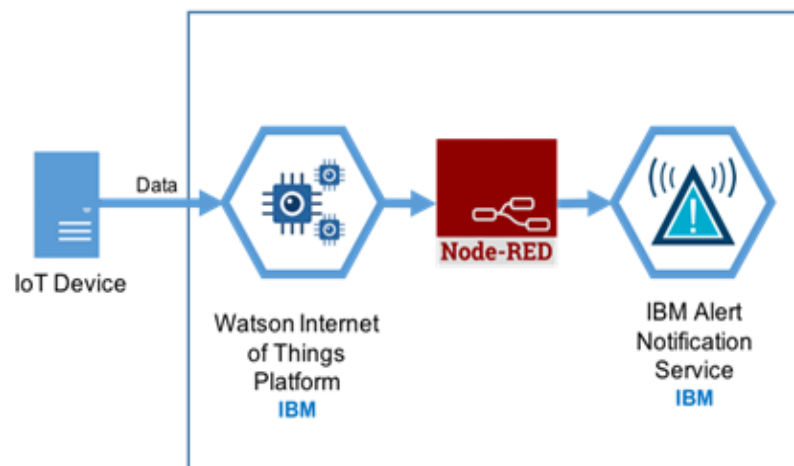 Data
IoT Device
Watson Internet
of Things
Platform
IBM
Node-RED
IBM Alert
Notification
Service
IBM